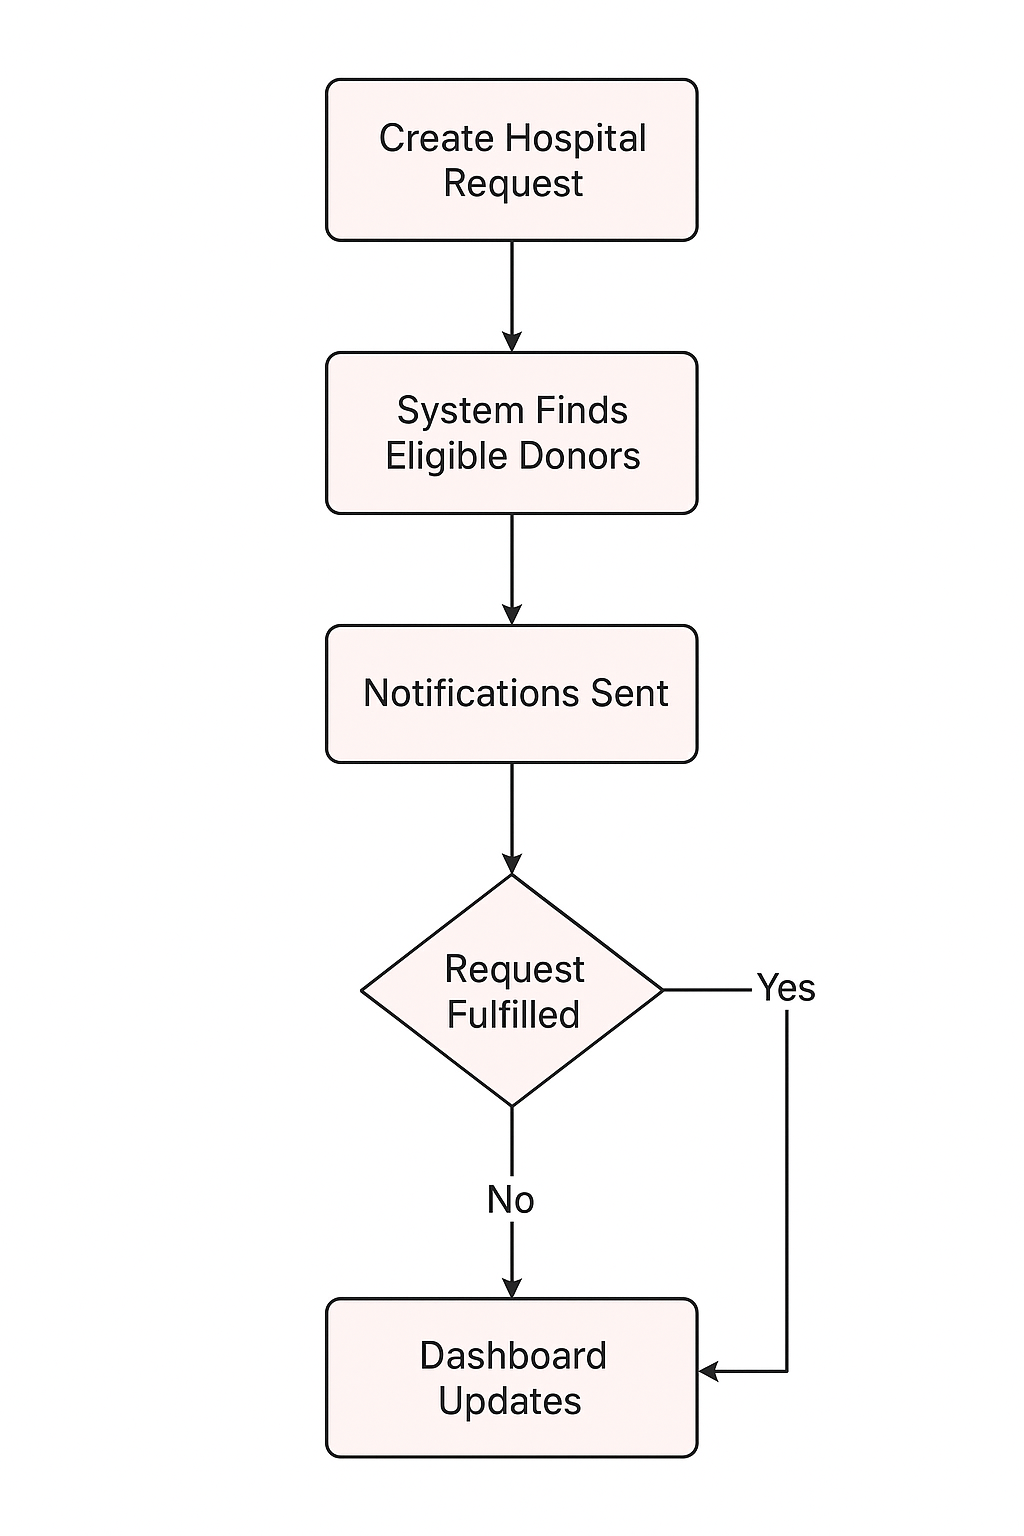 Create Hospital
Request
System Finds
Eligible Donors
Notifications Sent
Request
Fulfilled
Yes
No
Dashboard
Updates